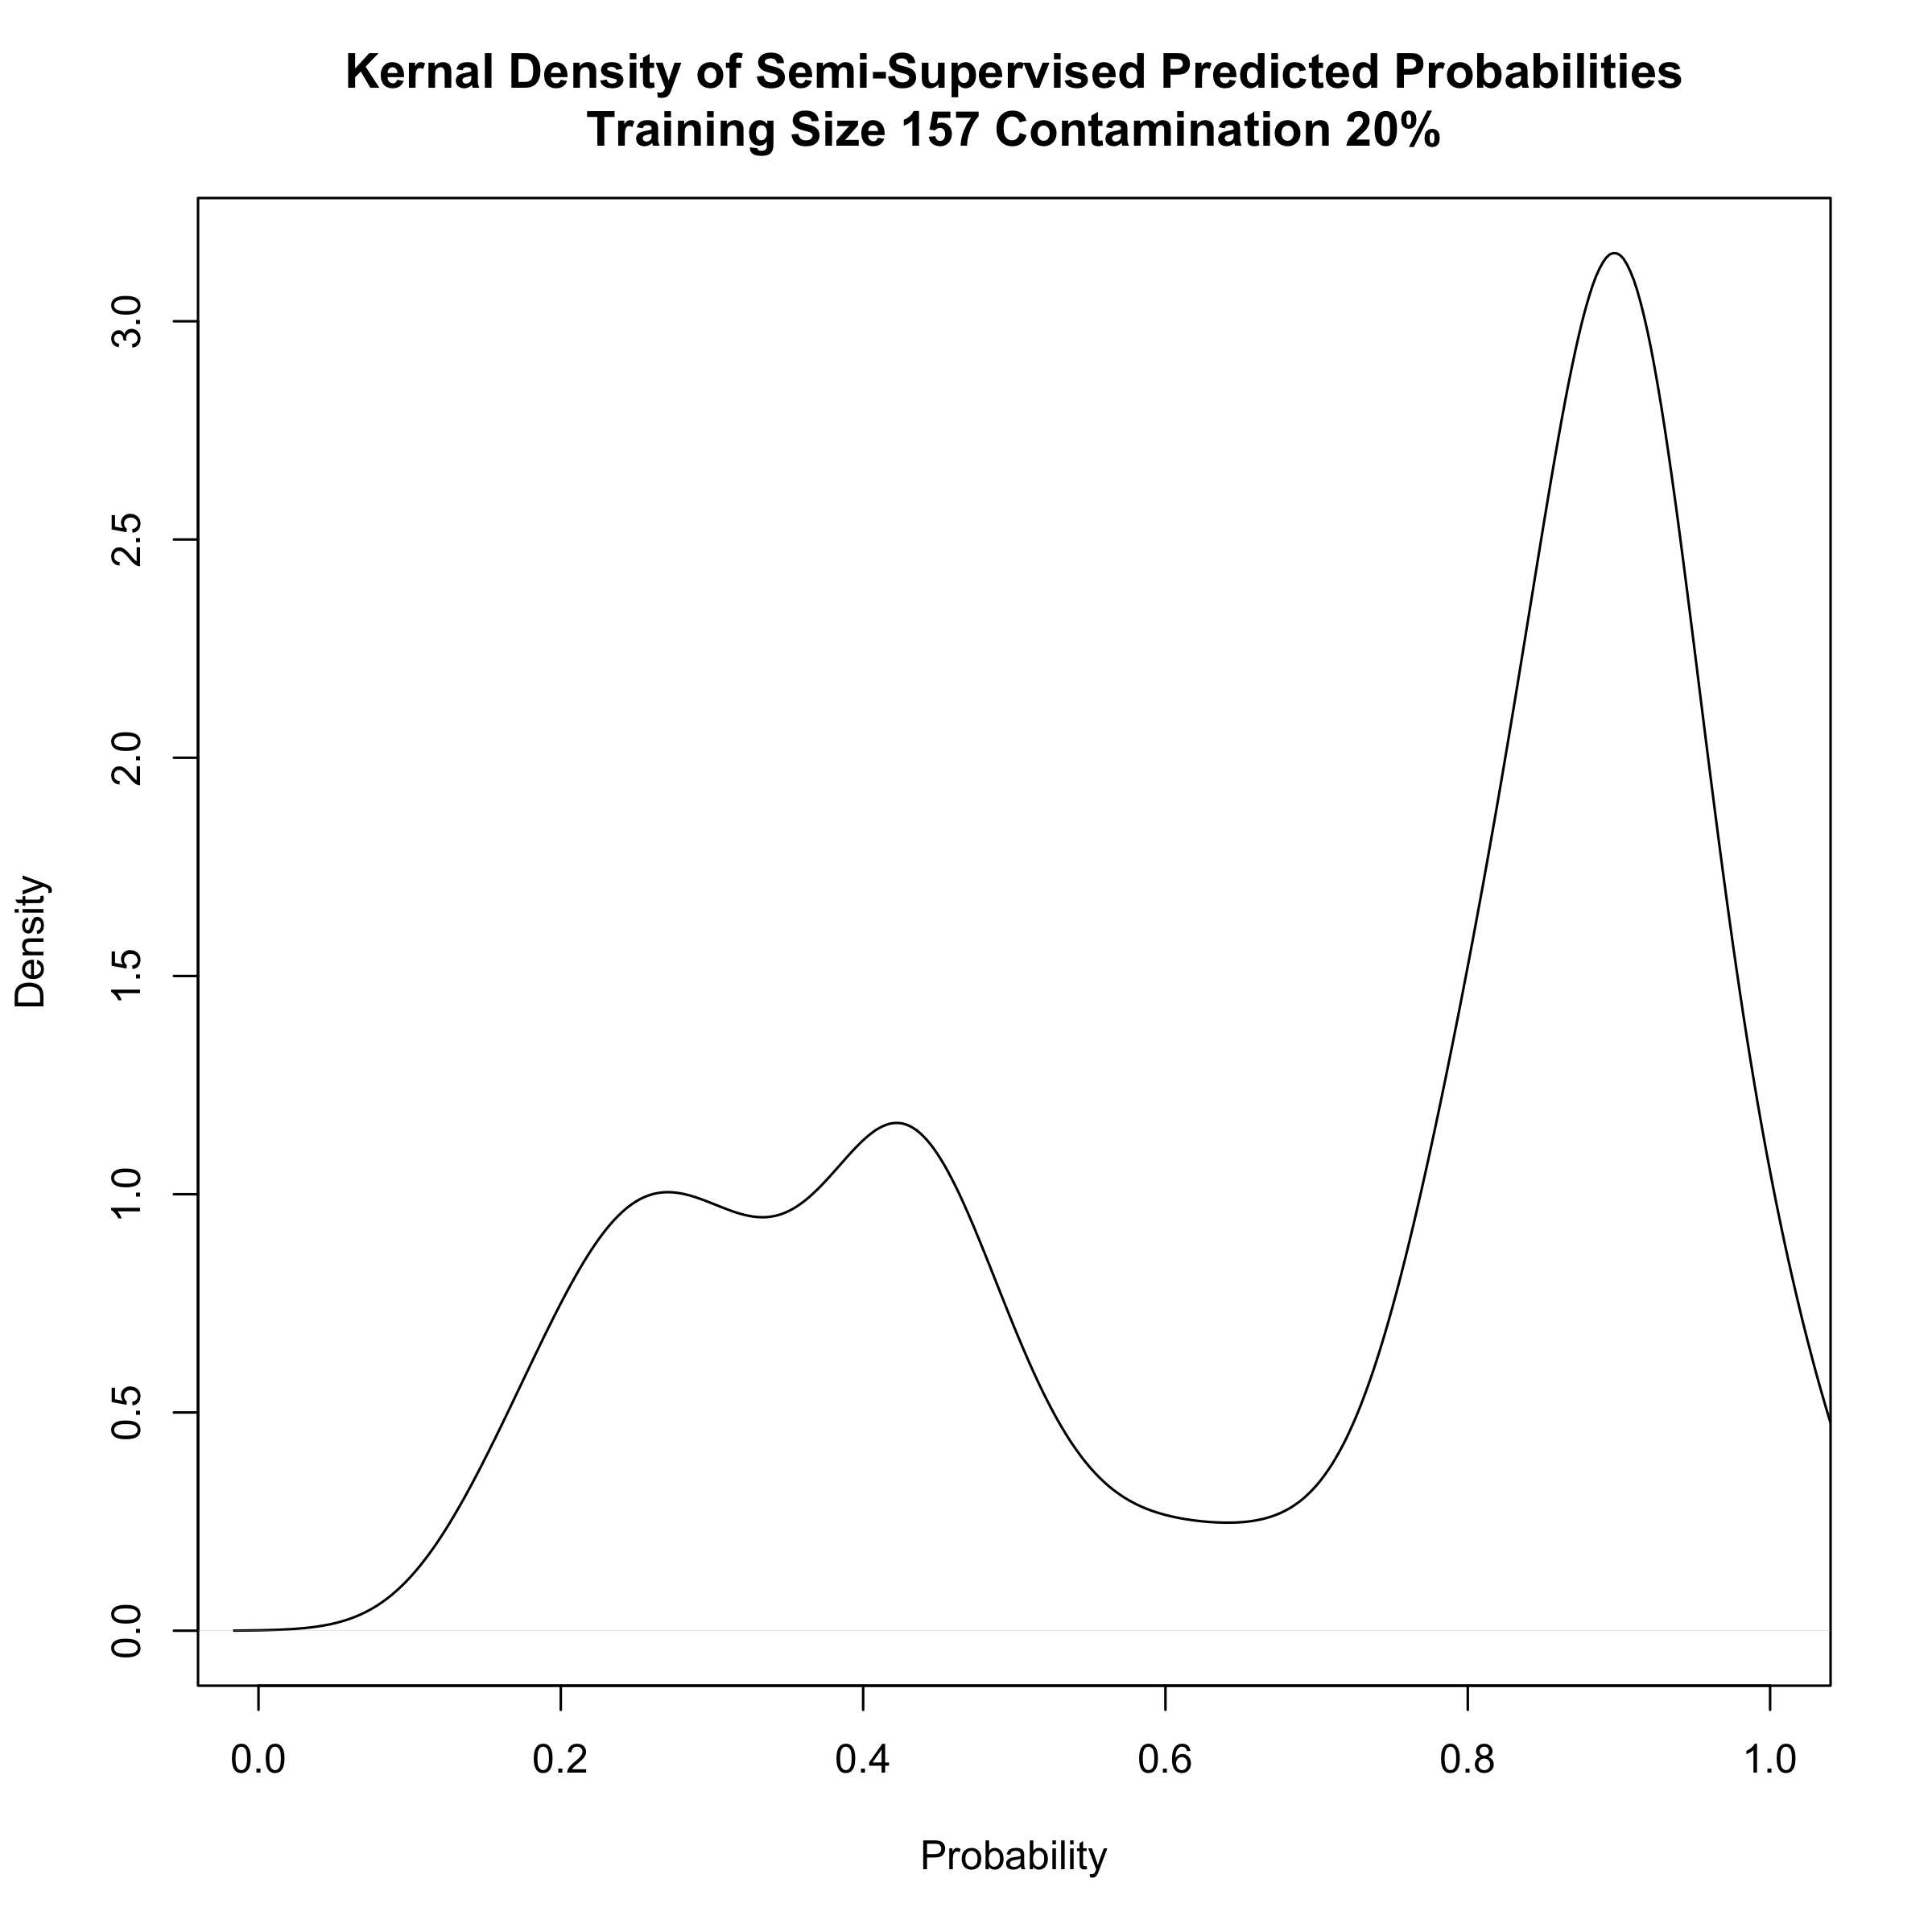 Kernal Density of Semi-Supervised Predicted Probabilities
Training Size 157 Contamination 20%
3.0
2.5
2.0
1.5
1.0
0.5
0.0
Density
0.0 0.2 0.4 0.6 0.8 1.0
Probability